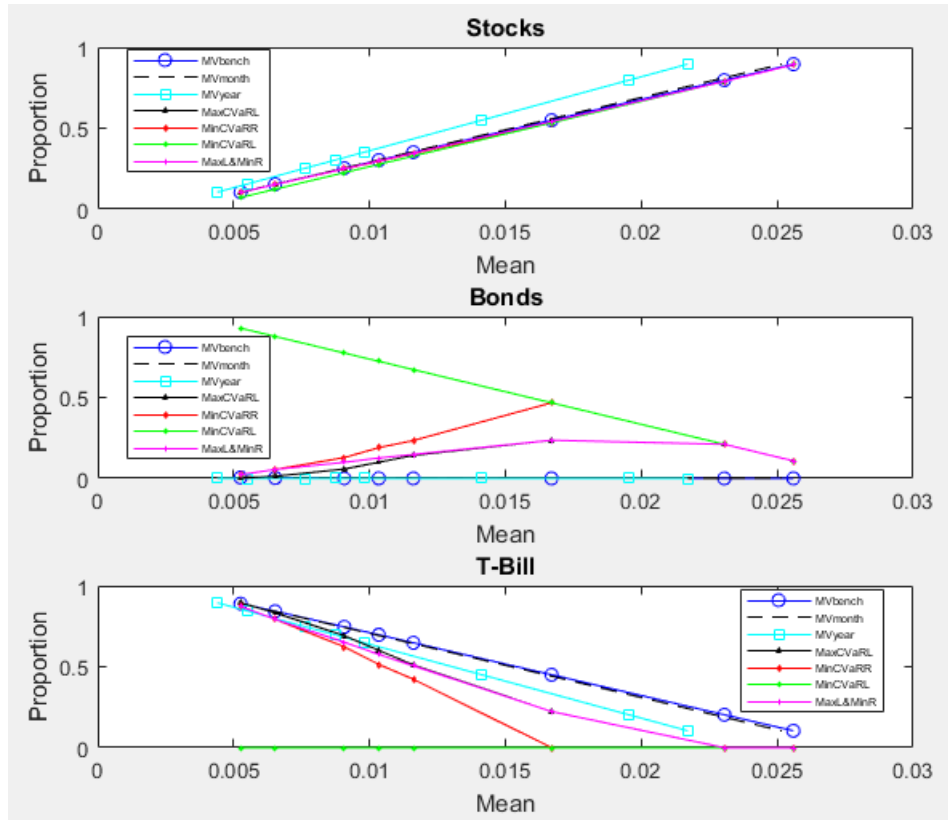 Stocks
1
0.5
0
Proportion
MVbench
MVmonth
MVyear
MaxCVaRL
MinCVaRR
MinCVaRL
MaxL&MinR
0 0.005 0.01 0.015 0.02 0.025 0.03
Mean
Bonds
1
0.5
0
Proportion
MVbench
MVmonth
MVyear
MaxCVaRL
MinCVaRR
MinCVaRL
MaxL&MinR
0 0.005 0.01 0.015 0.02 0.025 0.03
Mean
T-Bill
1
0.5
0
Proportion
MVbench
MVmonth
MVyear
MaxCVaRL
MinCVaRR
MinCVaRL
MaxL&MinR
0 0.005 0.01 0.015 0.02 0.025 0.03
Mean